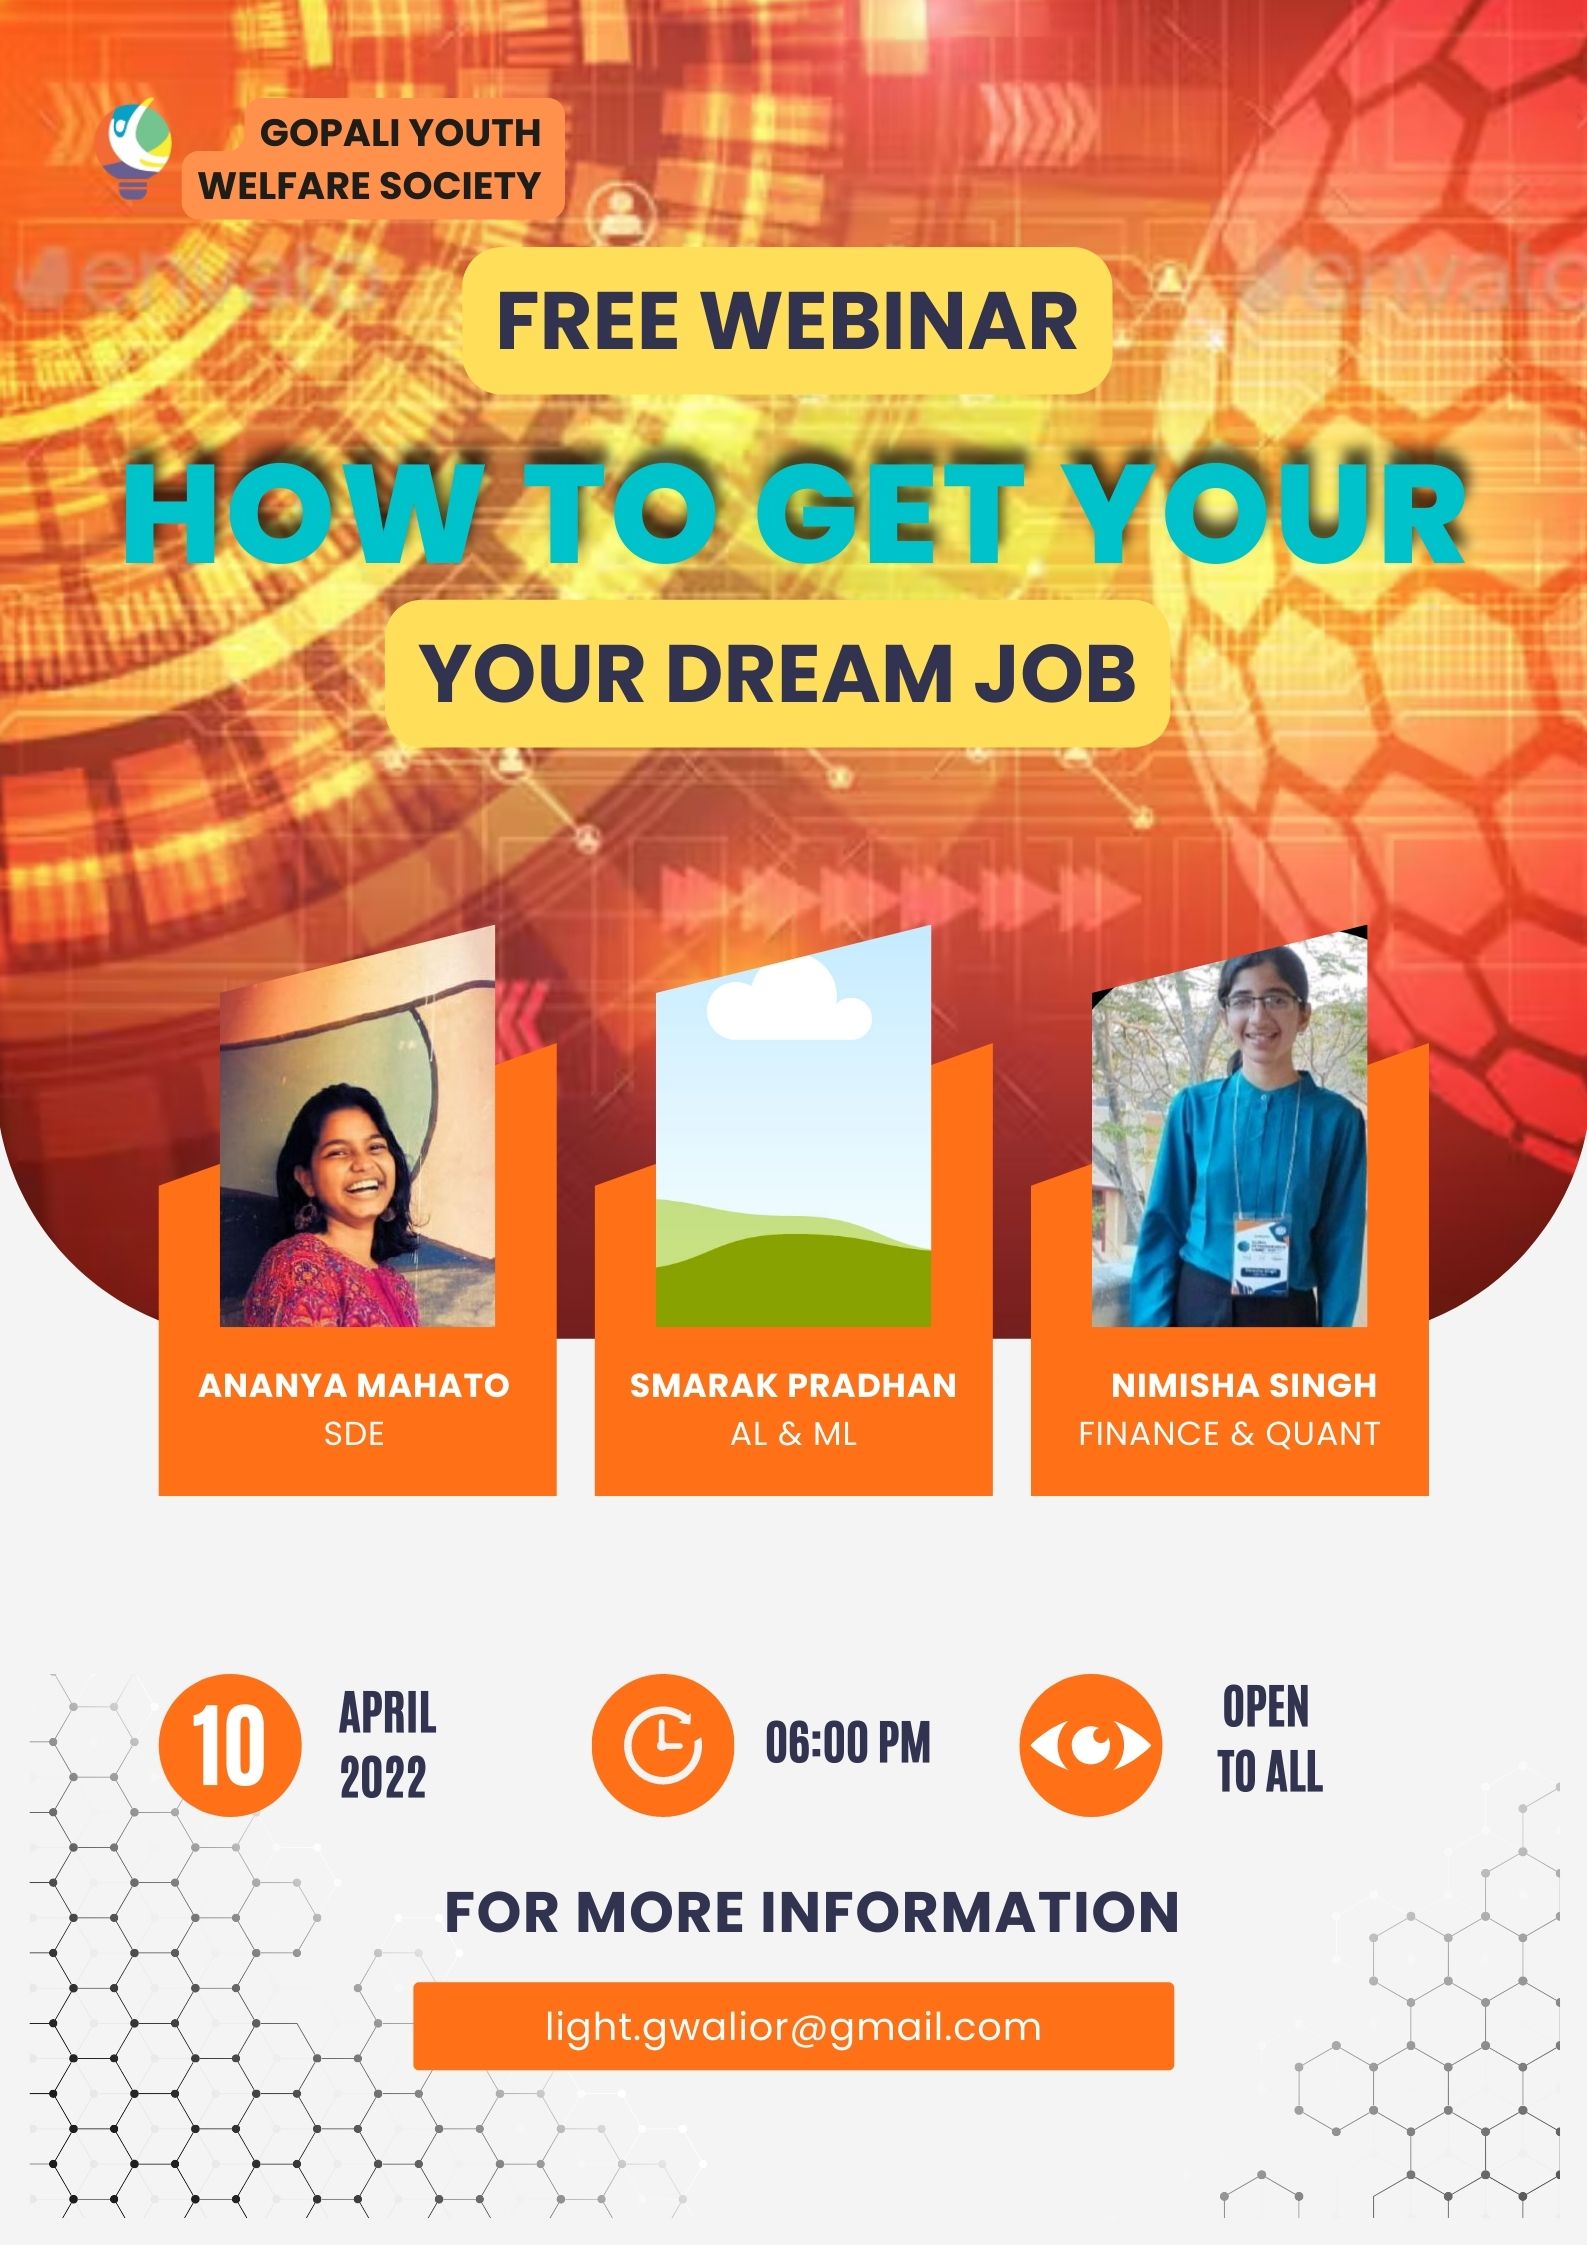 GOPALI YOUTH
WELFARE SOCIETY
envato
envato
FREE WEBINAR
HOW TO GET YOUR
YOUR DREAM JOB
ANANYA MAHATO
SDE
SMARAK PRADHAN
AL & ML
NIMISHA SINGH
FINANCE & QUANT
10
APRIL
2022
06:00 PM
OPEN
TO ALL
FOR MORE INFORMATION
light.gwalior@gmail.com